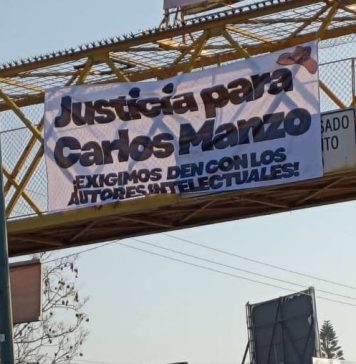 Justicia para
Carlos Manzo
¡EXIGIMOS DEN CON LOS
AUTORES INTELECTUALES!